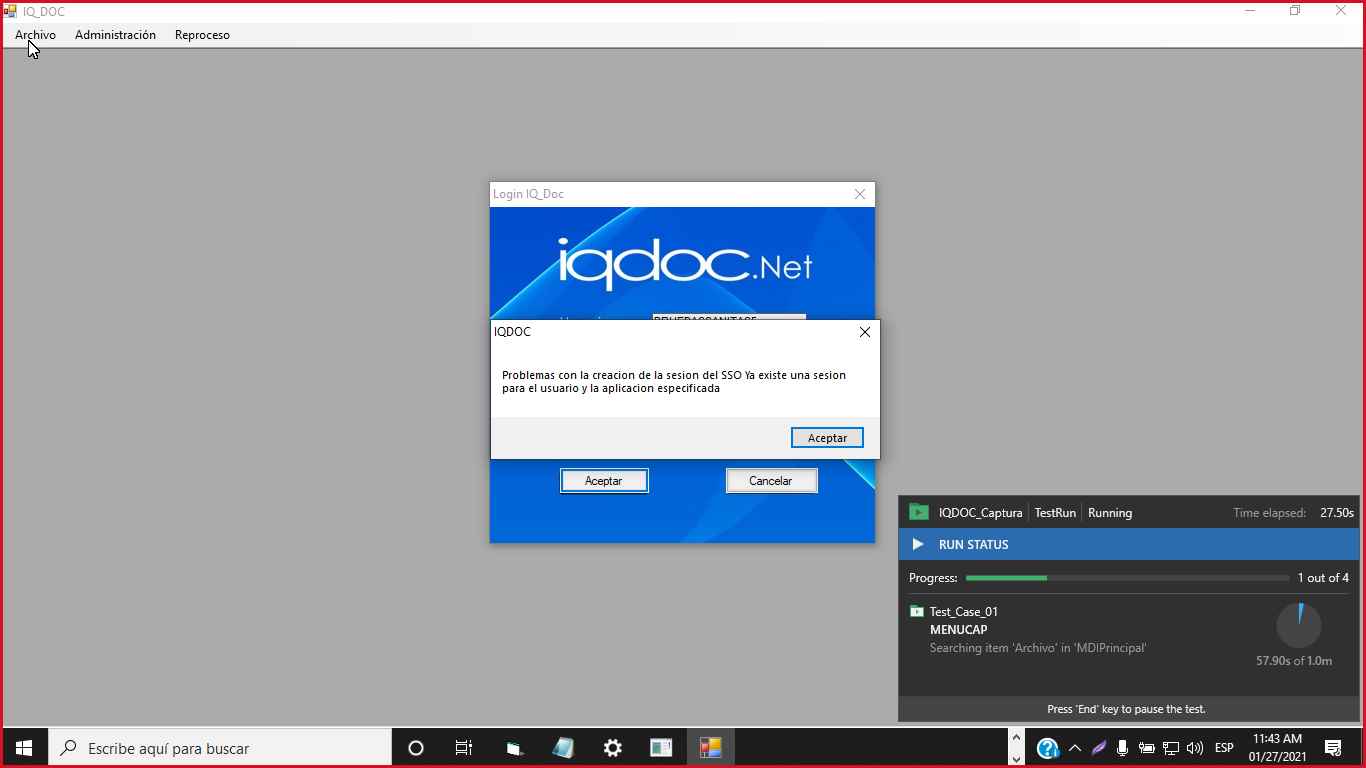 IQ_DOC
Archivo Administración Reproceso
Login IQ_Doc
iqdoc.Net
IQDOC
Problemas con la creacion de la sesion del SSO Ya existe una sesion
para el usuario y la aplicacion especificada
Aceptar
Aceptar Cancelar
IQDOC_Captura TestRun Running Time elapsed: 27.50s
RUN STATUS
Progress: 1 out of 4
Test_Case_01
MENUCAP
Searching item 'Archivo' in 'MDIPrincipal'
57.90s of 1.0m
Press 'End' key to pause the test.
Escribe aquí para buscar
ESP
11:43 AM
01/27/2021